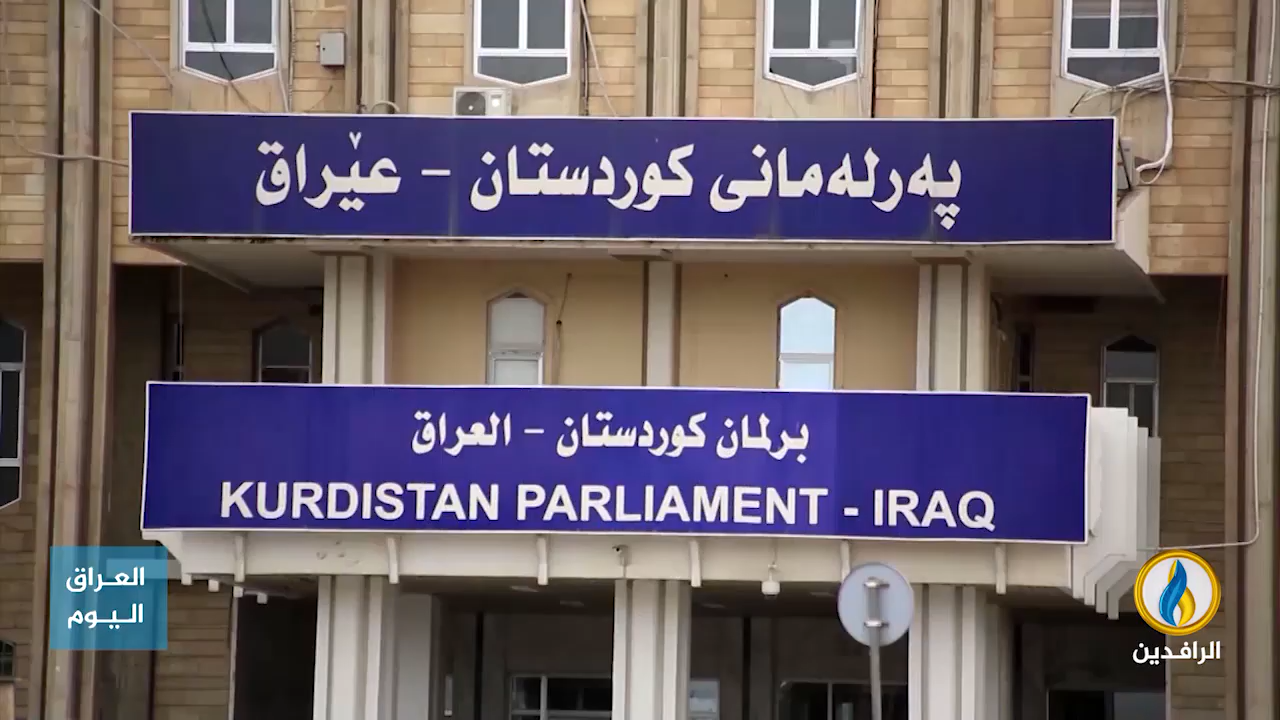 پەرلەمانی کوردستان - عێراق
برلمان كوردستان - العراق
KURDISTAN PARLIAMENT - IRAQ
العراق
اليوم
الرافدين